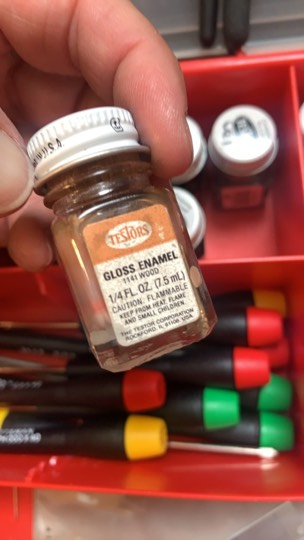 TESTORS
GLOSS ENAMEL
1141 WOOD
1/4 FL. OZ. (7.5 mL)
CAUTION: FLAMMABLE
KEEP FROM HEAT, FLAME
AND SMALL CHILDREN
THE TESTOR CORPORATION
ROCKFORD, IL 61108 USA